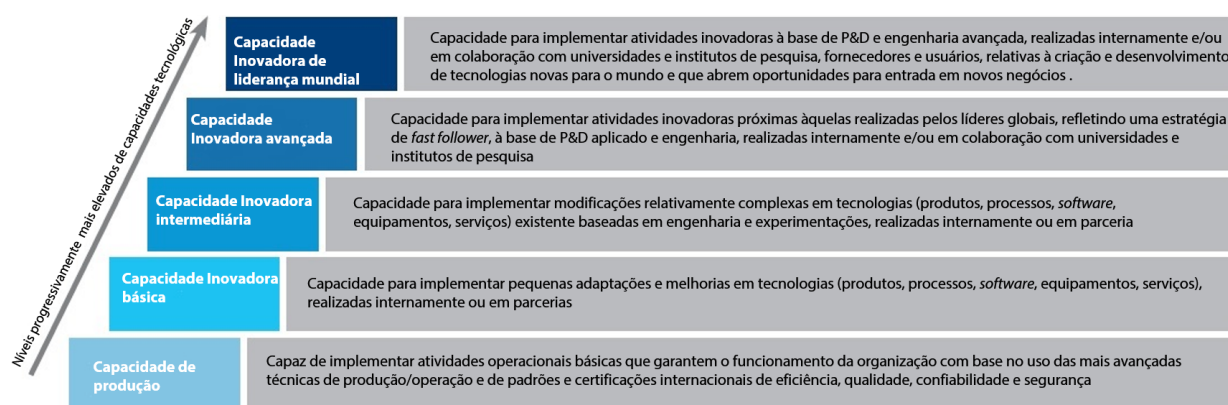 Níveis progressivamente mais elevados de capacidades tecnológicas
Capacidade
Inovadora de
liderança mundial
Capacidade para implementar atividades inovadoras à base de P&D e engenharia avançada, realizadas internamente e/ou
em colaboração com universidades e institutos de pesquisa, fornecedores e usuários, relativas à criação e desenvolvimento
de tecnologias novas para o mundo e que abrem oportunidades para entrada em novos negócios .
Capacidade
Inovadora avançada
Capacidade para implementar atividades inovadoras próximas àquelas realizadas pelos líderes globais, refletindo uma estratégia
de fast follower, à base de P&D aplicado e engenharia, realizadas internamente e/ou em colaboração com universidades e
institutos de pesquisa
Capacidade Inovadora
intermediária
Capacidade para implementar modificações relativamente complexas em tecnologias (produtos, processos, software,
equipamentos, serviços) existente baseadas em engenharia e experimentações, realizadas internamente ou em parceria
Capacidade Inovadora
básica
Capacidade para implementar pequenas adaptações e melhorias em tecnologias (produtos, processos, software, equipamentos, serviços),
realizadas internamente ou em parcerias
Capacidade de
produção
Capaz de implementar atividades operacionais básicas que garantem o funcionamento da organização com base no uso das mais avançadas
técnicas de produção/operação e de padrões e certificações internacionais de eficiência, qualidade, confiabilidade e segurança